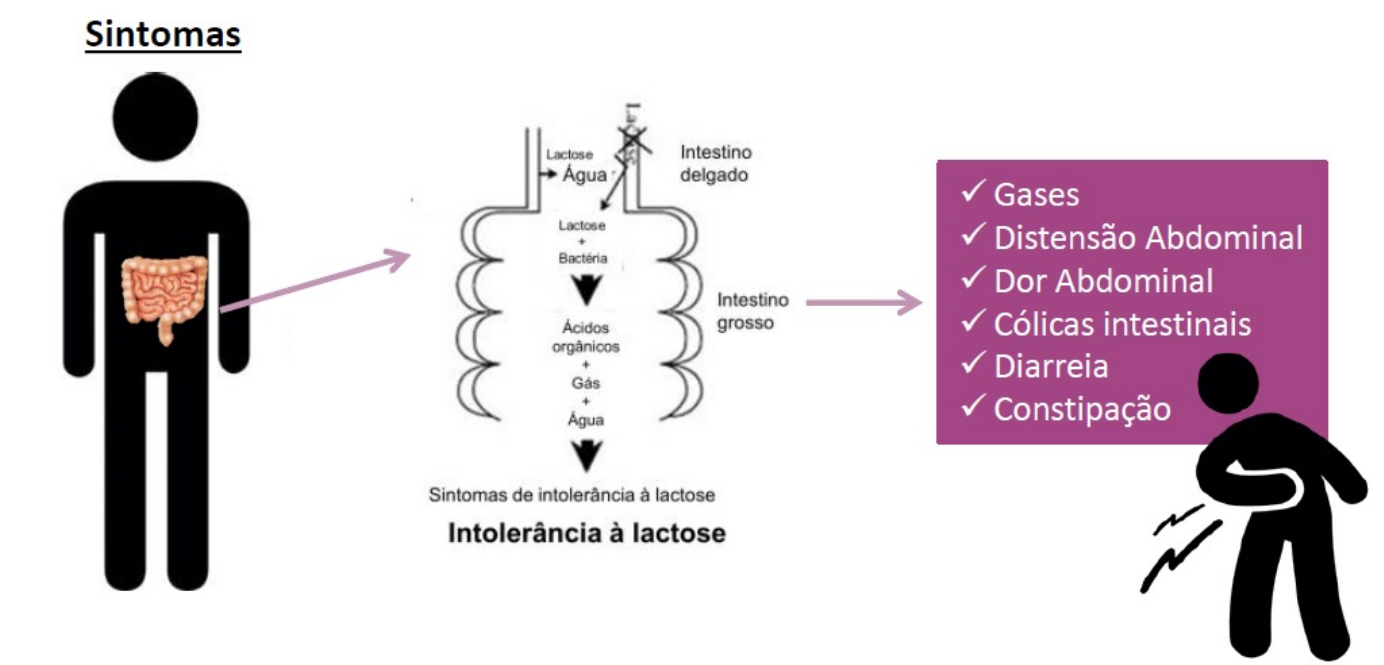 Sintomas
Lactose
Água
Intestino
delgado
Lactose
+
Bactéria
Ácidos
orgânicos
+
Gás
+
Água
Intestino
grosso
Sintomas de intolerância à lactose
Intolerância à lactose
✓ Gases
✓ Distensão Abdominal
✓ Dor Abdominal
✓ Cólicas intestinais
✓ Diarreia
✓ Constipação